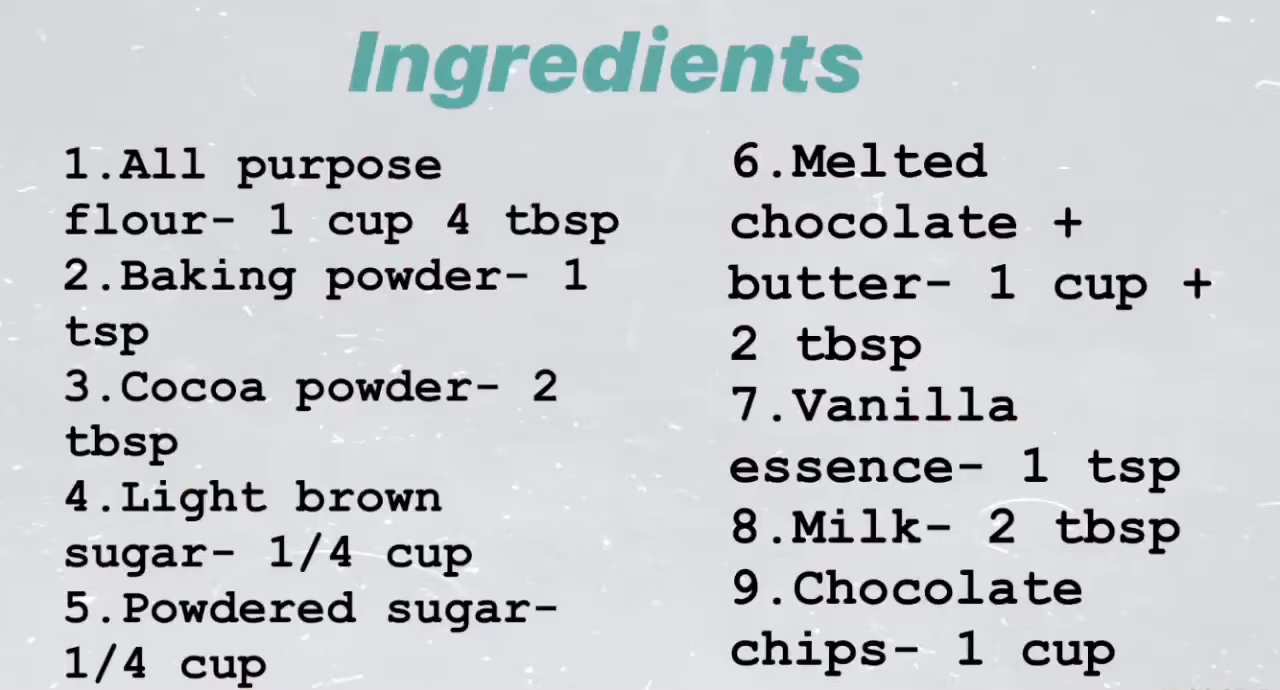 Ingredients
1.All purpose
flour- 1 cup 4 tbsp
2.Baking powder- 1
tsp
3.Cocoa powder- 2
tbsp
4.Light brown
sugar- 1/4 cup
5.Powdered sugar-
1/4 cup
6.Melted
chocolate +
butter- 1 cup +
2 tbsp
7.Vanilla
essence- 1 tsp
8.Milk- 2 tbsp
9.Chocolate
chips- 1 cup